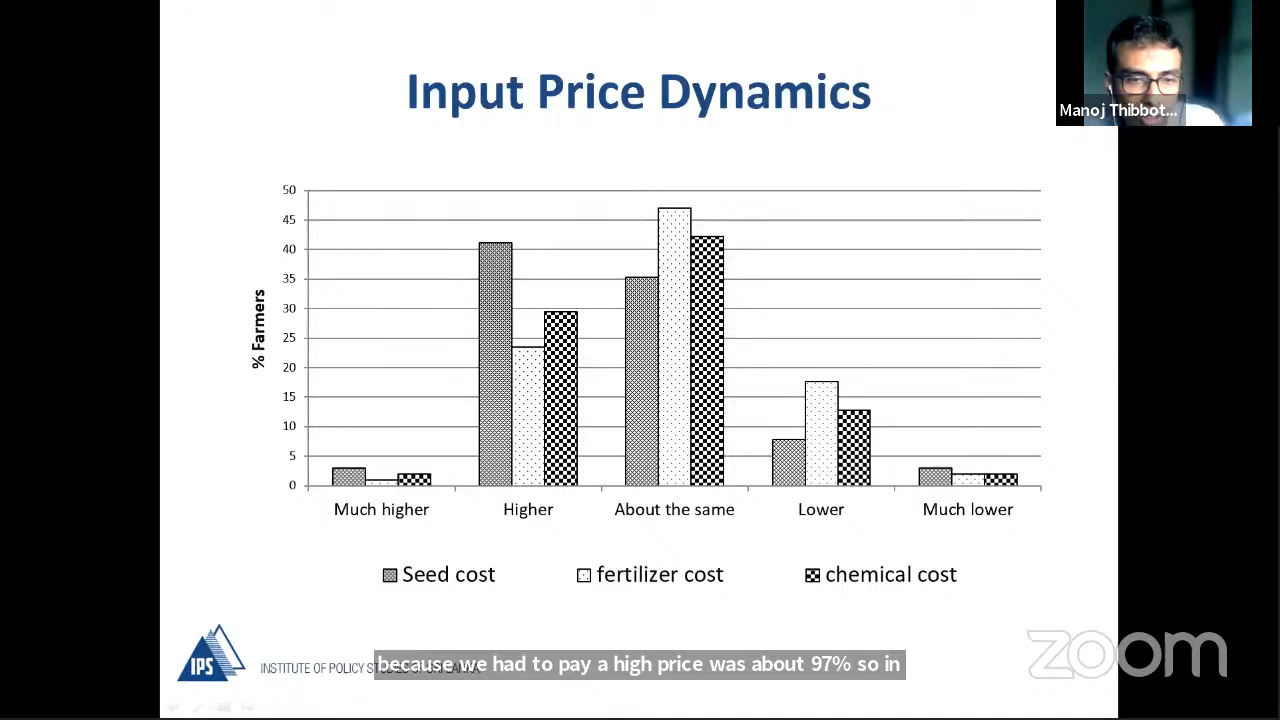 Input Price Dynamics
Manoj Thibbot...
50
45
40
35
30
25
20
15
10
5
0
% Farmers
Much higher
Higher
About the same
Lower
Much lower
Seed cost
fertilizer cost
chemical cost
IPS
INSTITUTE OF POLICY
because we had to pay a high price was about 97% so in
zoom